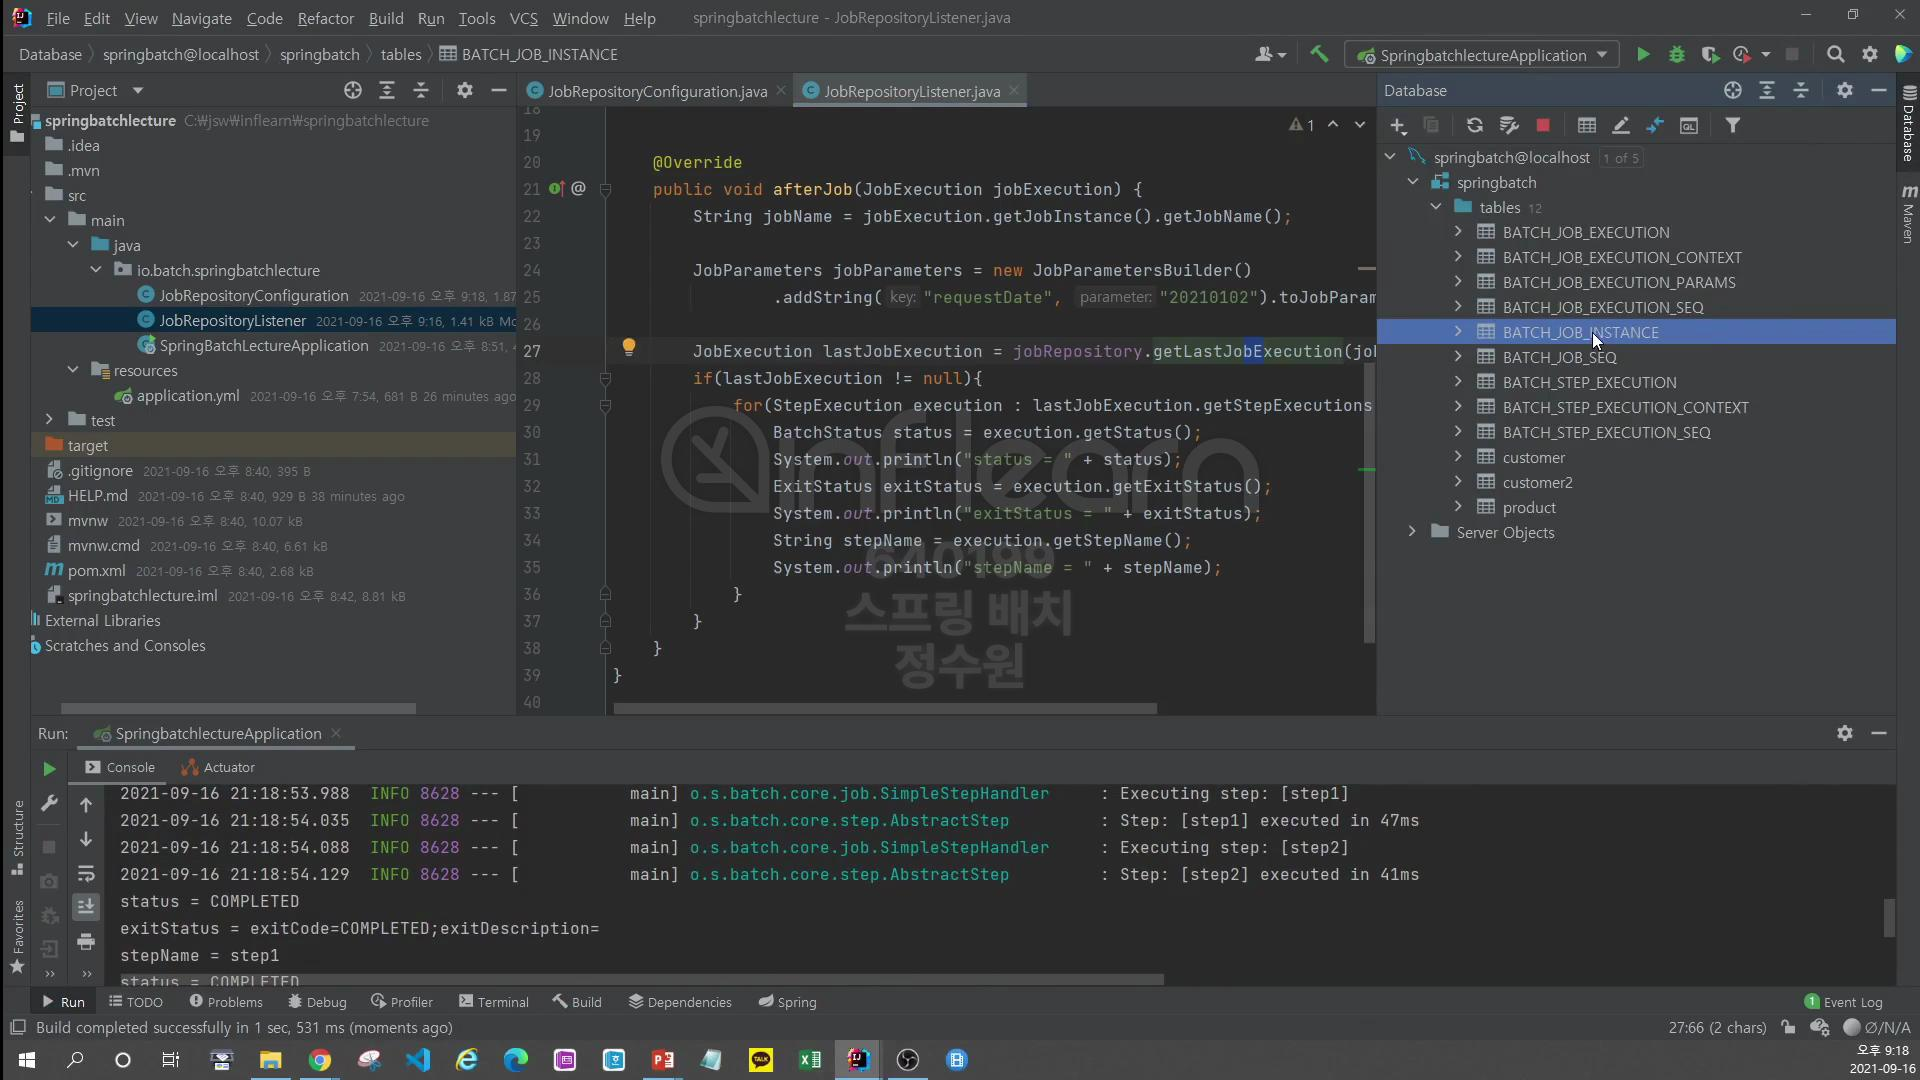 File Edit View Navigate Code Refactor Build Run Tools VCS Window Help springbatchlecture - JobRepositoryListener.java
Database springbatch@localhost springbatch tables BATCH_JOB_INSTANCE SpringbatchlectureApplication
Project
JobRepositoryConfiguration.java JobRepositoryListener.java
Database
springbatchlecture C:\jsw\inflearn\springbatchlecture
.idea
.mvn
src
main
java
io.batch.springbatchlecture
JobRepositoryConfiguration 2021-09-16 오후 9:18, 1.87
JobRepositoryListener 2021-09-16 오후 9:16, 1.41 kB Mo
SpringBatchLectureApplication 2021-09-16 오후 8:51, 4
resources
application.yml 2021-09-16 오후 7:54, 681 B 26 minutes ago
test
target
.gitignore 2021-09-16 오후 8:40, 395 B
HELP.md 2021-09-16 오후 8:40, 929 B 38 minutes ago
mvnw 2021-09-16 오후 8:40, 10.07 kB
mvnw.cmd 2021-09-16 오후 8:40, 6.61 kB
pom.xml 2021-09-16 오후 8:40, 2.68 kB
springbatchlecture.iml 2021-09-16 오후 8:42, 8.81 kB
External Libraries
Scratches and Consoles
18
19
20 @Override
21 public void afterJob(JobExecution jobExecution) {
22 String jobName = jobExecution.getJobInstance().getJobName();
23
24 JobParameters jobParameters = new JobParametersBuilder()
25 .addString( key: "requestDate", parameter: "20210102").toJobParam
26
27 JobExecution lastJobExecution = jobRepository.getLastJobExecution(jo
28 if(lastJobExecution != null){
29 for(StepExecution execution : lastJobExecution.getStepExecutions
30 BatchStatus status = execution.getStatus();
31 System.out.println("status = " + status);
32 ExitStatus exitStatus = execution.getExitStatus();
33 System.out.println("exitStatus = " + exitStatus);
34 String stepName = execution.getStepName();
35 System.out.println("stepName = " + stepName);
36 }
37 }
38 }
39 }
40
1
inflearn
640199
스프링 배치
정수원
springbatch@localhost 1 of 5
springbatch
tables 12
BATCH_JOB_EXECUTION
BATCH_JOB_EXECUTION_CONTEXT
BATCH_JOB_EXECUTION_PARAMS
BATCH_JOB_EXECUTION_SEQ
BATCH_JOB_INSTANCE
BATCH_JOB_SEQ
BATCH_STEP_EXECUTION
BATCH_STEP_EXECUTION_CONTEXT
BATCH_STEP_EXECUTION_SEQ
customer
customer2
product
Server Objects
Project
Structure
Favorites
Database
Maven
Run: SpringbatchlectureApplication
Console Actuator
2021-09-16 21:18:53.988 INFO 8628 --- [ main] o.s.batch.core.job.SimpleStepHandler : Executing step: [step1]
2021-09-16 21:18:54.035 INFO 8628 --- [ main] o.s.batch.core.step.AbstractStep : Step: [step1] executed in 47ms
2021-09-16 21:18:54.088 INFO 8628 --- [ main] o.s.batch.core.job.SimpleStepHandler : Executing step: [step2]
2021-09-16 21:18:54.129 INFO 8628 --- [ main] o.s.batch.core.step.AbstractStep : Step: [step2] executed in 41ms
status = COMPLETED
exitStatus = exitCode=COMPLETED;exitDescription=
stepName = step1
status = COMPLETED
Run TODO Problems Debug Profiler Terminal Build Dependencies Spring 1 Event Log
Build completed successfully in 1 sec, 531 ms (moments ago) 27:66 (2 chars) Ø/N/A
오후 9:18
2021-09-16